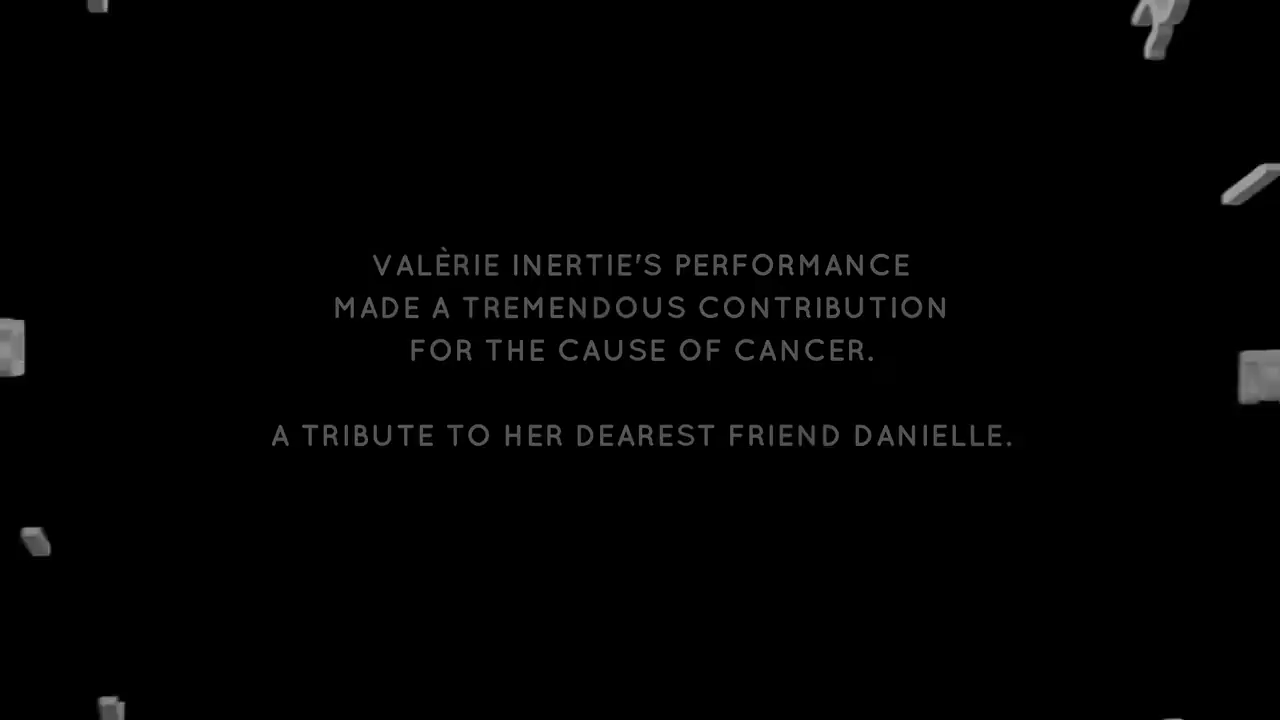 VALÈRIE INERTIE'S PERFORMANCE
MADE A TREMENDOUS CONTRIBUTION
FOR THE CAUSE OF CANCER.
A TRIBUTE TO HER DEAREST FRIEND DANIELLE.